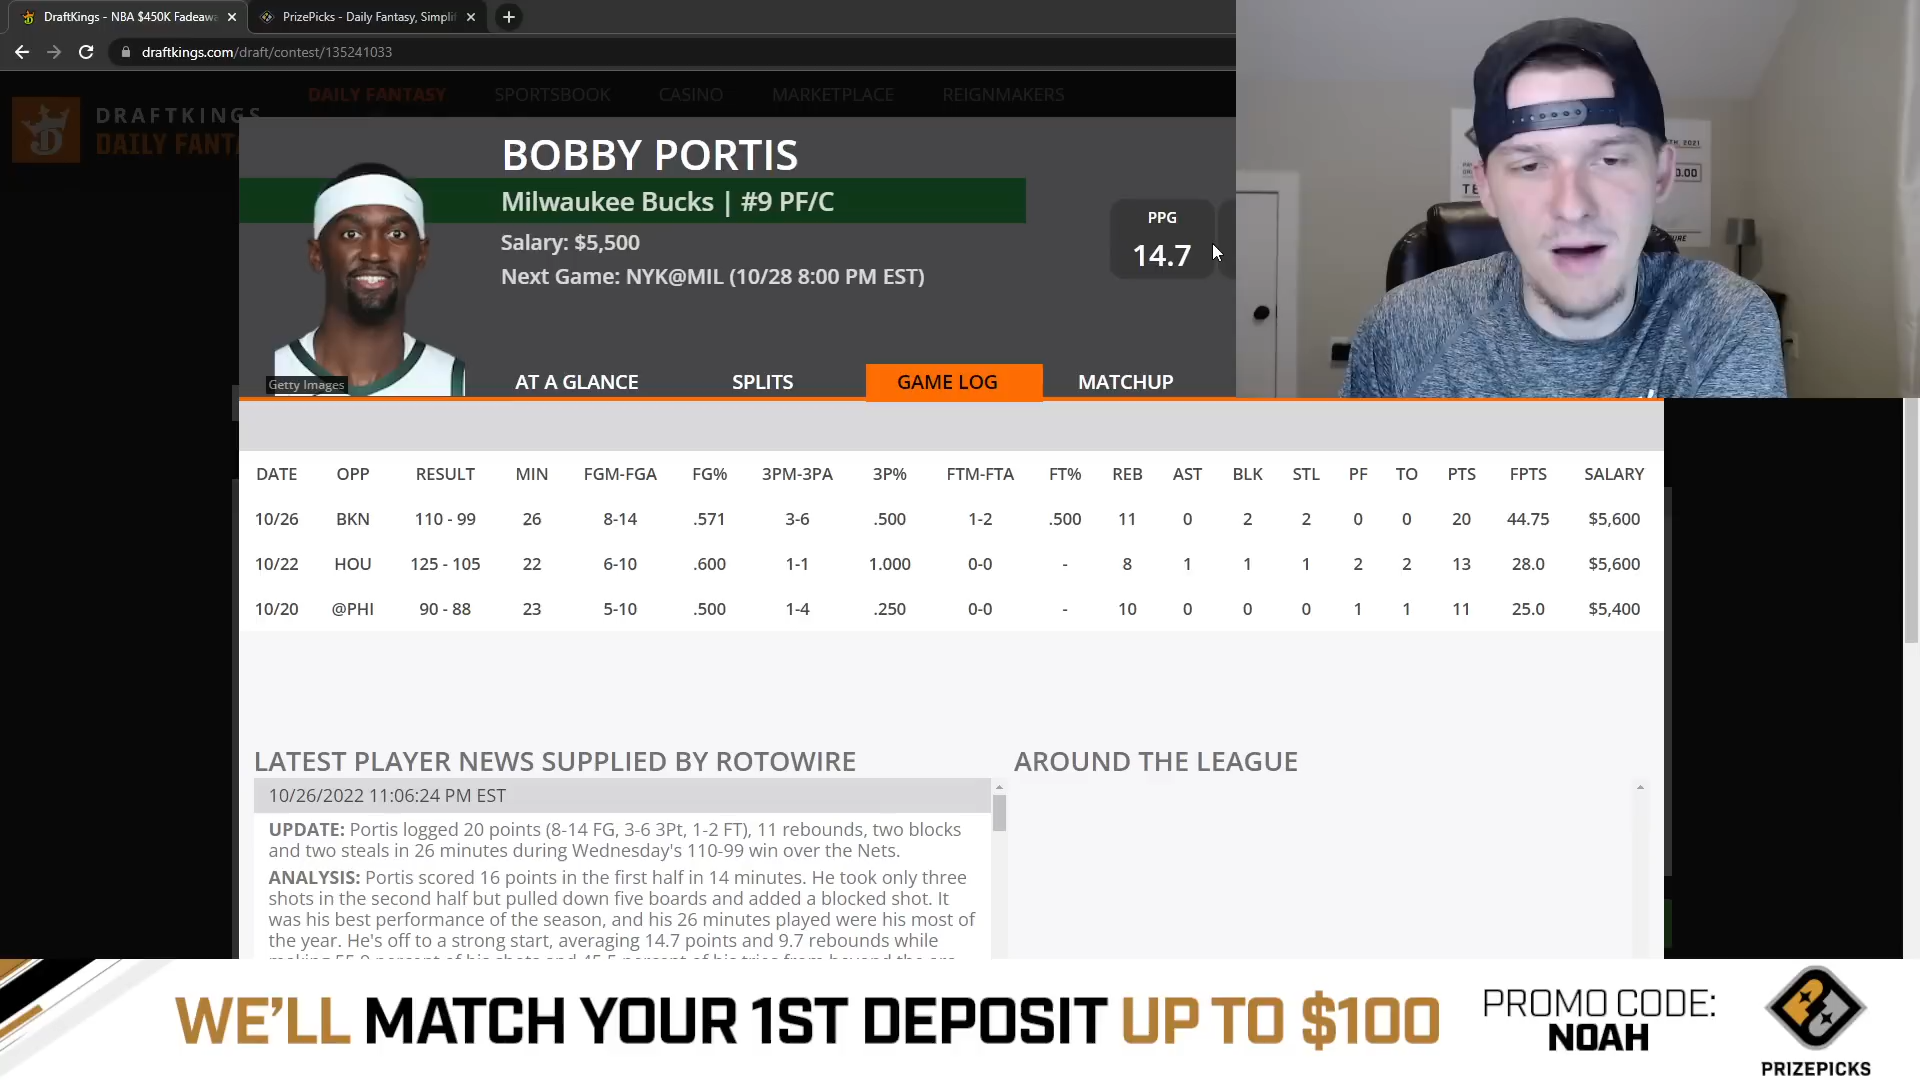 DraftKings - NBA $450K Fadeaw
PrizePicks - Daily Fantasy, Simplif
draftkings.com/draft/contest/135241033
DRAFTKINGS
DAILY FANTA
DAILY FANTASY SPORTSBOOK CASINO MARKETPLACE REIGNMAKERS
BOBBY PORTIS
Milwaukee Bucks | #9 PF/C
Salary: $5,500
Next Game: NYK@MIL (10/28 8:00 PM EST)
PPG
14.7
Getty Images
AT A GLANCE SPLITS GAME LOG MATCHUP
DATE OPP RESULT MIN FGM-FGA FG% 3PM-3PA 3P% FTM-FTA FT% REB AST BLK STL PF TO PTS FPTS SALARY
10/26 BKN 110 - 99 26 8-14 .571 3-6 .500 1-2 .500 11 0 2 2 0 0 20 44.75 $5,600
10/22 HOU 125 - 105 22 6-10 .600 1-1 1.000 0-0 - 8 1 1 1 2 2 13 28.0 $5,600
10/20 @PHI 90 - 88 23 5-10 .500 1-4 .250 0-0 - 10 0 0 0 1 1 11 25.0 $5,400
LATEST PLAYER NEWS SUPPLIED BY ROTOWIRE
AROUND THE LEAGUE
10/26/2022 11:06:24 PM EST
UPDATE: Portis logged 20 points (8-14 FG, 3-6 3Pt, 1-2 FT), 11 rebounds, two blocks
and two steals in 26 minutes during Wednesday's 110-99 win over the Nets.
ANALYSIS: Portis scored 16 points in the first half in 14 minutes. He took only three
shots in the second half but pulled down five boards and added a blocked shot. It
was his best performance of the season, and his 26 minutes played were his most of
the year. He's off to a strong start, averaging 14.7 points and 9.7 rebounds while
WE'LL MATCH YOUR 1ST DEPOSIT UP TO $100
PROMO CODE:
NOAH
PRIZEPICKS